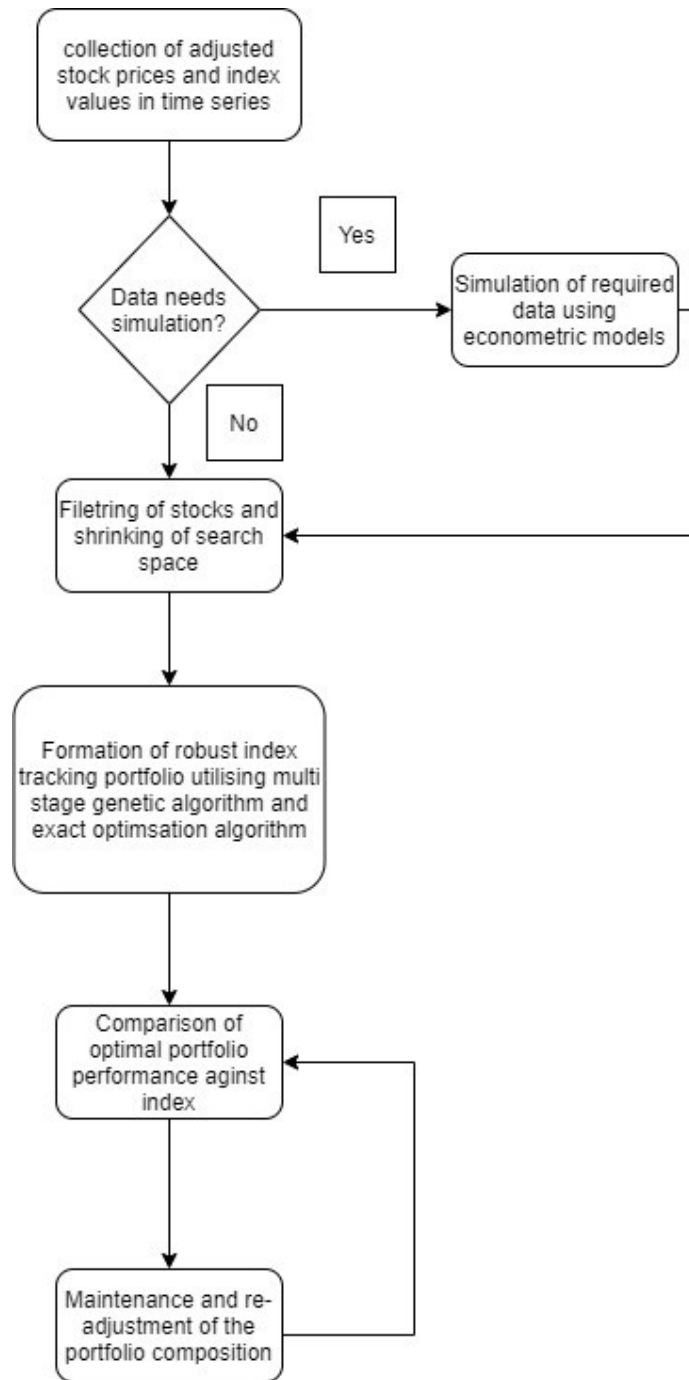 collection of adjusted
stock prices and index
values in time series
Yes
Data needs
simulation?
Simulation of required
data using
econometric models
No
Filetring of stocks and
shrinking of search
space
Formation of robust index
tracking portfolio utilising multi
stage genetic algorithm and
exact optimsation algorithm
Comparison of
optimal portfolio
performance aginst
index
Maintenance and re-
adjustment of the
portfolio composition